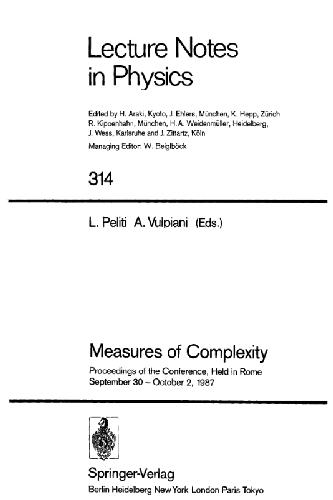 Lecture Notes
in Physics
Edited by H. Araki, Kyoto, J. Ehlers, München, K. Hepp, Zürich
R. Kippenhahn, München, H. A. Weidenmüller, Heidelberg,
J. Wess, Karlsruhe and J. Zittartz, Köln
Managing Editor: W. Beiglböck
314
L. Peliti A. Vulpiani (Eds.)
Measures of Complexity
Proceedings of the Conference, Held in Rome
September 30 – October 2, 1987
Springer-Verlag
Berlin Heidelberg New York London Paris Tokyo